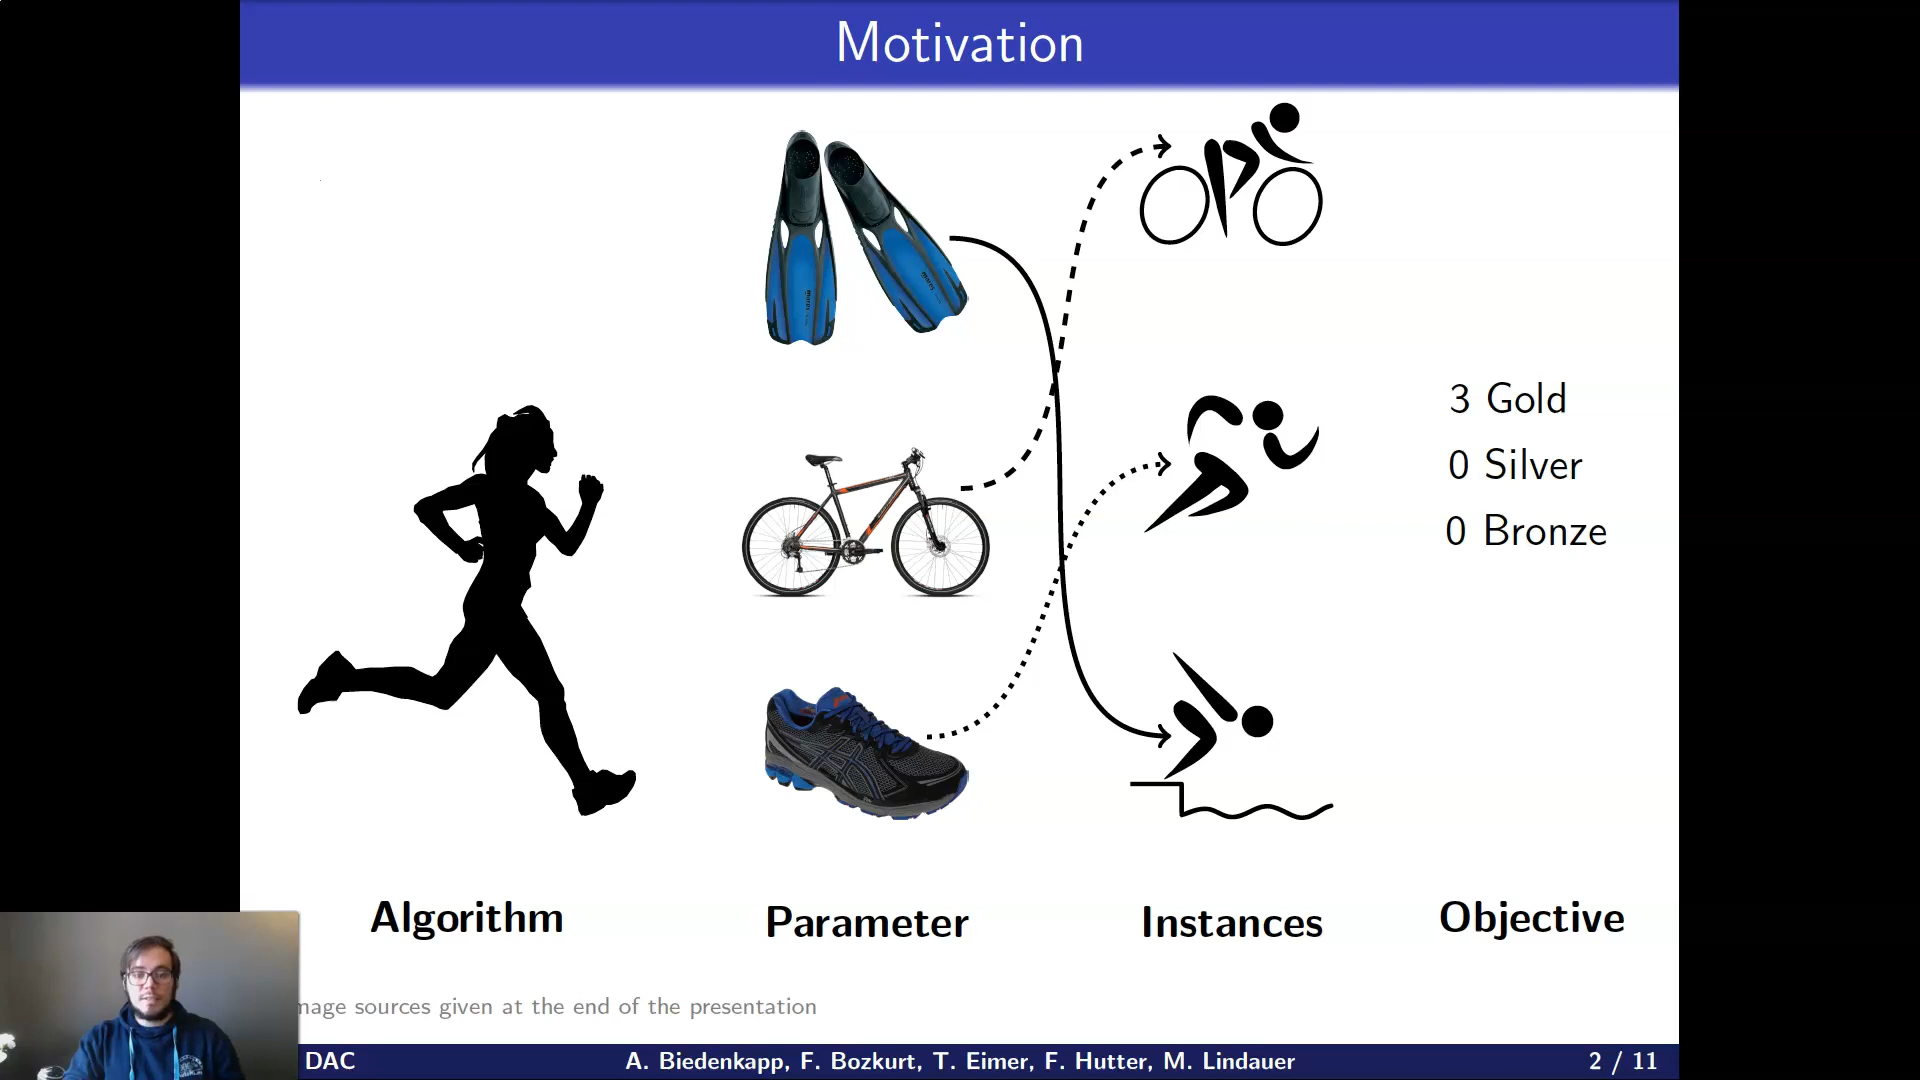 Motivation
3 Gold
0 Silver
0 Bronze
Algorithm
Parameter
Instances
Objective
mage sources given at the end of the presentation
DAC
A. Biedenkapp, F. Bozkurt, T. Eimer, F. Hutter, M. Lindauer
2 / 11